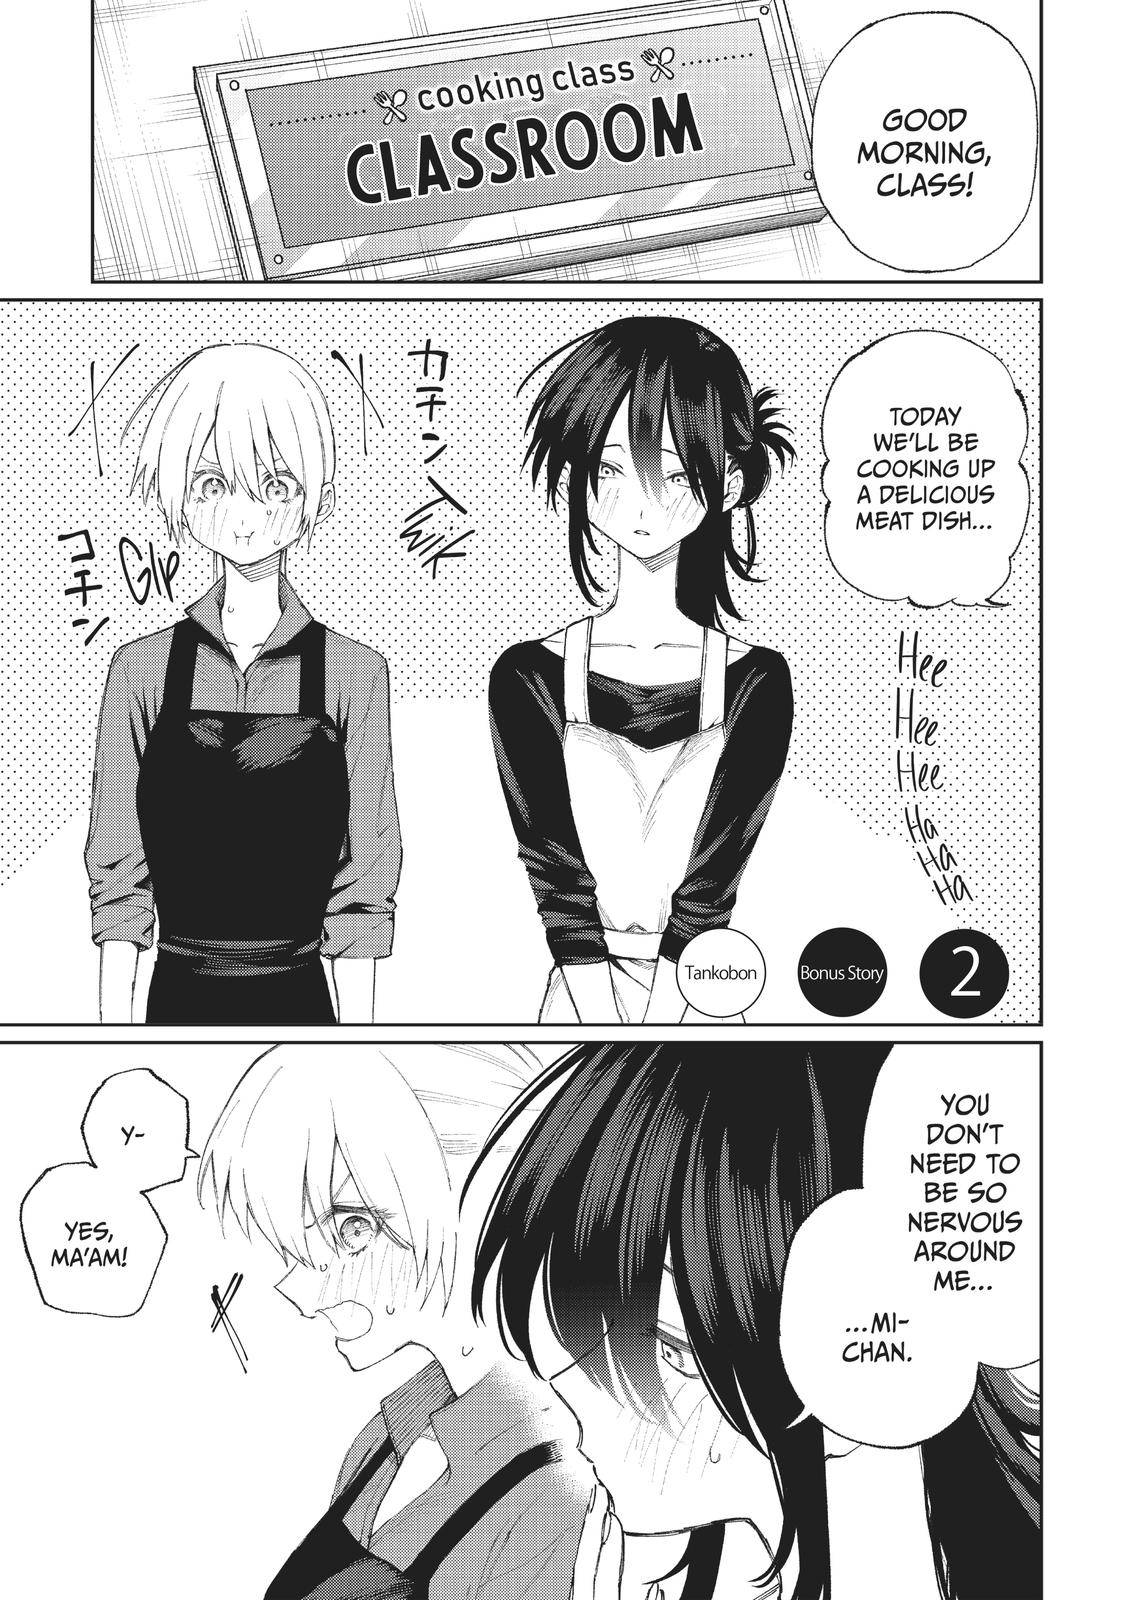 GOOD
MORNING,
CLASS!
cooking class
CLASSROOM
TODAY
WE'LL BE
COOKING UP
A DELICIOUS
MEAT DISH...
Hee
Hee
Hee
Ha
Ha
Ha
カチン
Twik
コチン
Glp
Tankobon
Bonus Story
2
YOU
DON'T
NEED TO
BE SO
NERVOUS
AROUND
ME...
...MI-
CHAN.
Y-
YES,
MA'AM!